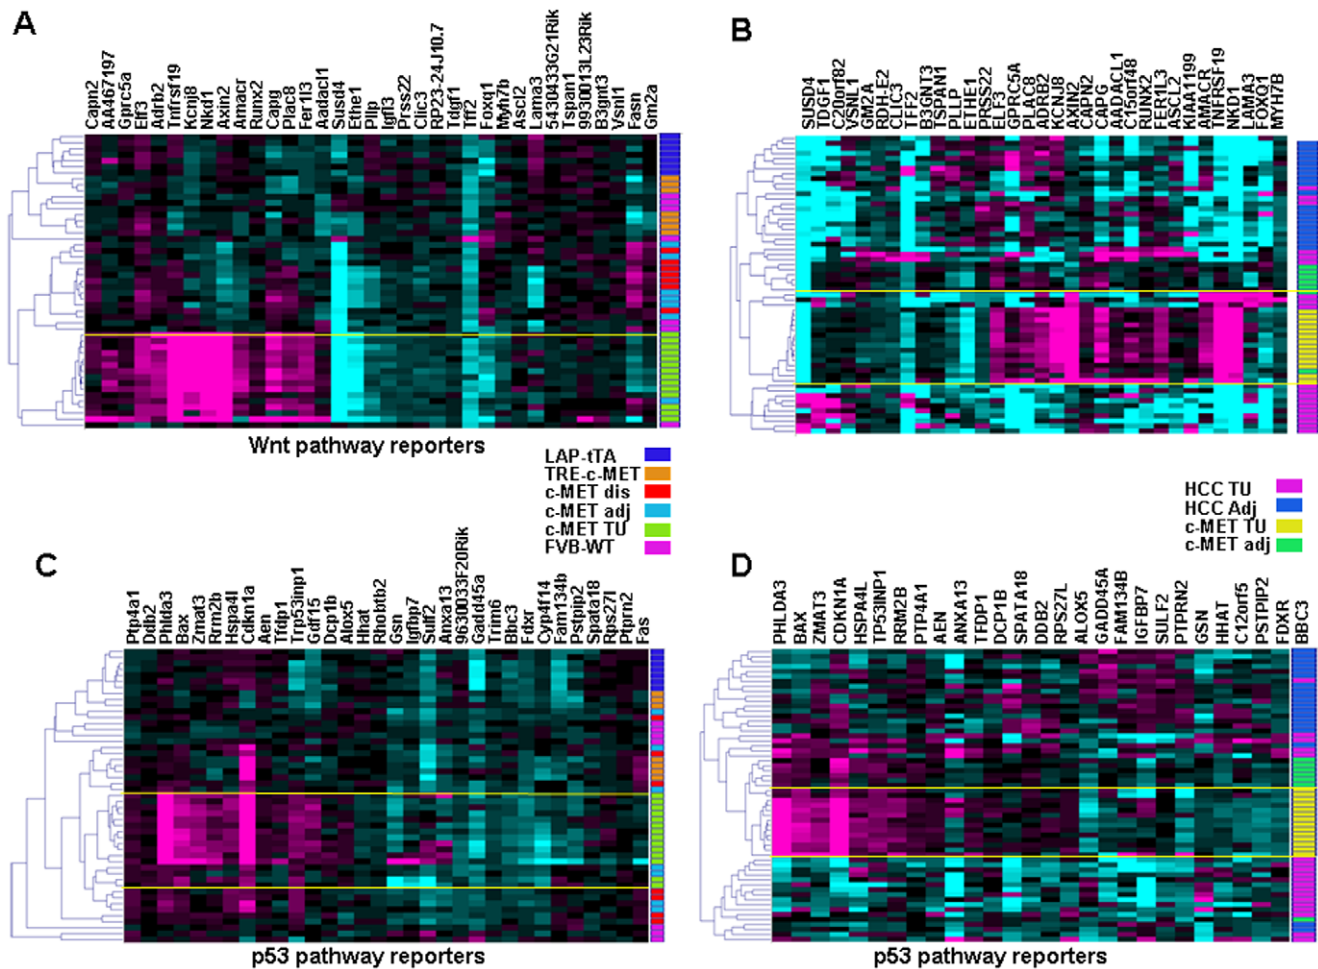 A
Capn2
AA467197
Gprc5a
Elf3
Adrb2
Tnfrsf19
Kcnj8
Nkd1
Axin2
Amacr
Runx2
Capg
Plac8
Fer1l3
Aadacl1
Susd4
Ethe1
Pllp
Igfl3
Prss22
Clic3
RP23-24J10.7
Tdgf1
Tff2
Foxq1
Myh7b
Ascl2
Lama3
5430433G21Rik
Tspan1
9930013L23Rik
B3gnt3
Vsnl1
Fasn
Gm2a
Wnt pathway reporters
LAP-tTA
TRE-c-MET
c-MET dis
c-MET adj
c-MET TU
FVB-WT
B
SUSD4
TDGF1
C20orf82
VSNL1
GM2A
RDHE2
CLIC3
TFF2
B3GNT3
TSPAN1
PLLP
ETHE1
PRSS22
ELF3
GPRC5A
PLAC8
ADRB2
KCNJ8
AXIN2
CAPN2
CAPG
AADACL1
C15orf48
RUNX2
FER1L3
ASCL2
KIAA1199
AMACR
TNFRSF19
NKD1
LAMA3
FOXQ1
MYH7B
HCC TU
HCC Adj
c-MET TU
c-MET adj
C
Ptp4a1
Ddb2
Phlda3
Bax
Zmat3
Rrm2b
Hspa4l
Cdkn1a
Aen
Tfdp1
Trp53inp1
Gdf15
Dcp1b
Alox5
Hhat
Rhobtb2
Gsn
Igfbp7
Sulf2
Anxa13
9630033F20Rik
Gadd45a
Trim6
Bbc3
Fdxr
Cyp4f14
Fam134b
Pstpip2
Spata18
Rps27l
Ptprn2
Fas
p53 pathway reporters
D
PHLDA3
BAX
ZMAT3
CDKN1A
HSPA4L
TP53INP1
RRM2B
PTP4A1
AEN
ANXA13
TFDP1
DCP1B
SPATA18
DDB2
RPS27L
ALOX5
GADD45A
FAM134B
IGFBP7
SULF2
PTPRN2
GSN
HHAT
C12orf5
PSTPIP2
FDXR
BBC3
p53 pathway reporters